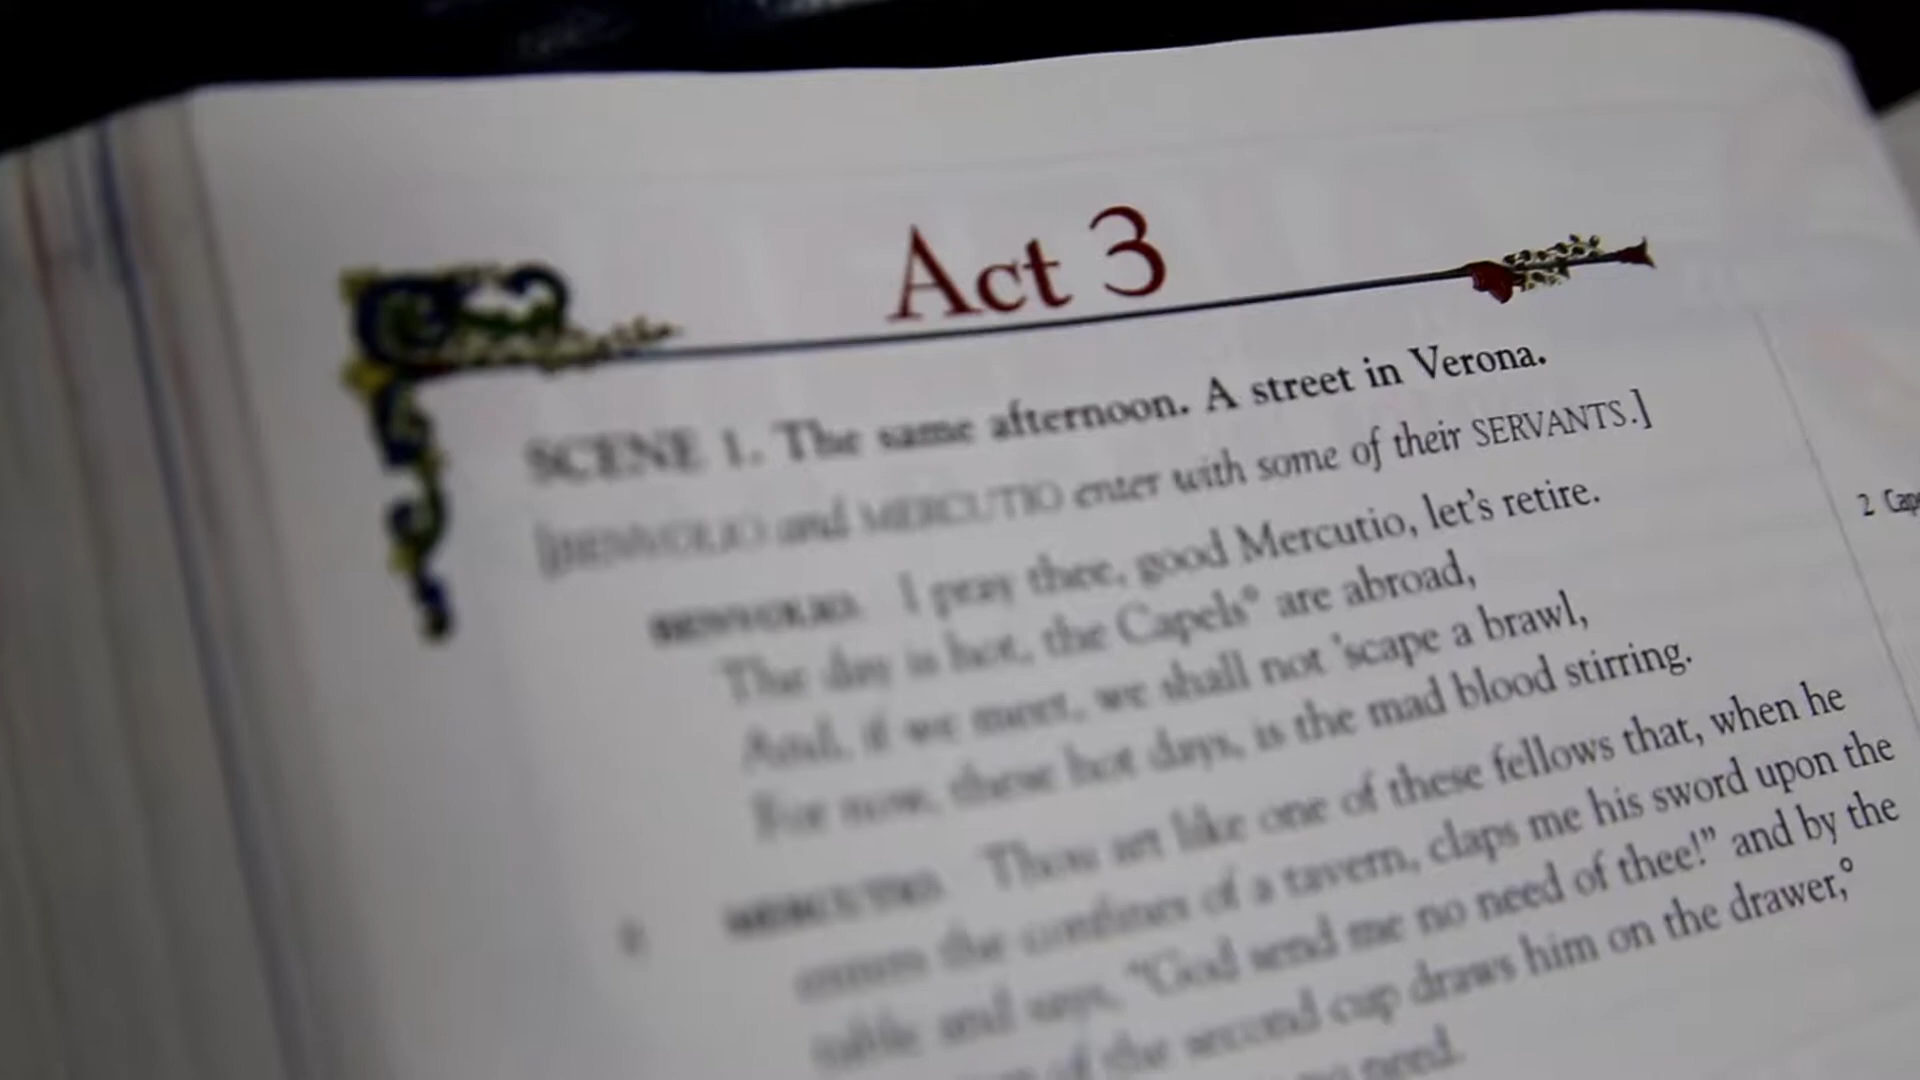 Act 3
SCENE 1. The same afternoon. A street in Verona.
[BENVOLIO and MERCUTIO enter with some of their SERVANTS.]
BENVOLIO. I pray thee, good Mercutio, let's retire.
The day is hot, the Capels° are abroad,
2 Cap
And, if we meet, we shall not 'scape a brawl,
For now, these hot days, is the mad blood stirring.
MERCUTIO. Thou art like one of these fellows that, when he
enters the confines of a tavern, claps me his sword upon the
table and says, "God send me no need of thee!" and by the
of the second cup draws him on the drawer,°
no need.